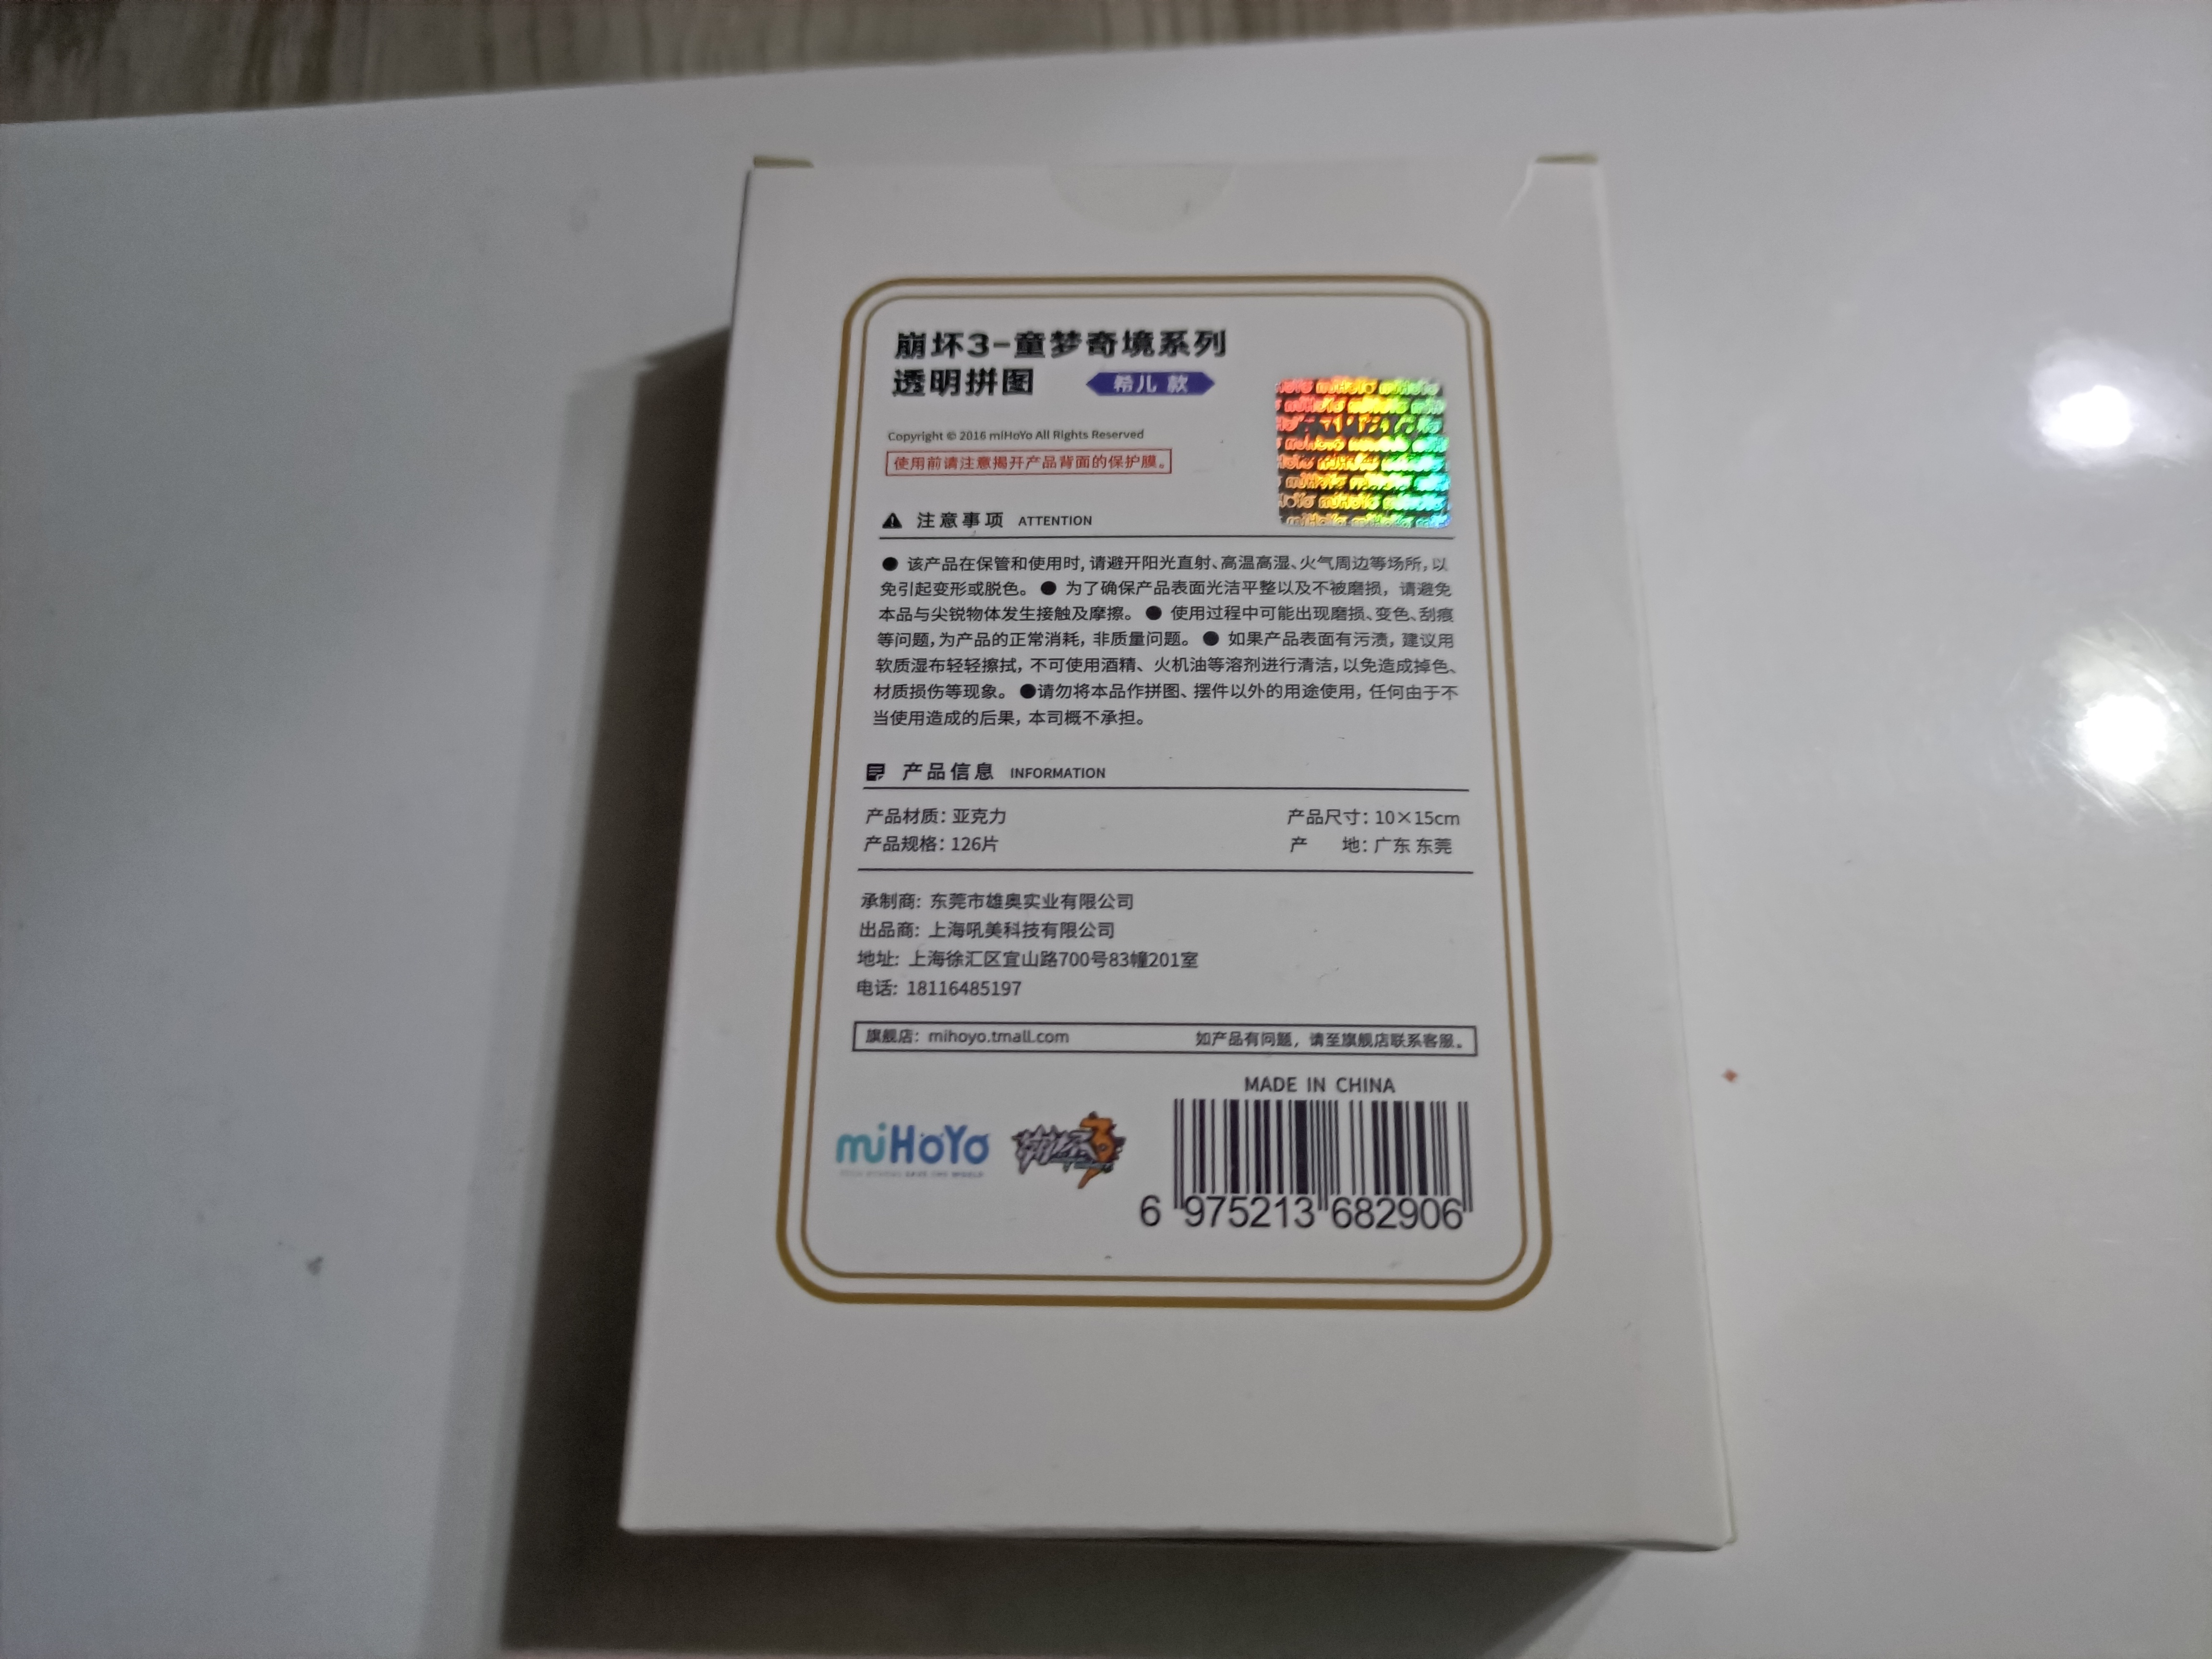 崩坏3-童梦奇境系列
透明拼图 希儿 款
Copyright © 2016 miHoYo All Rights Reserved
使用前请注意揭开产品背面的保护膜。
注意事项 ATTENTION
● 该产品在保管和使用时, 请避开阳光直射、高温高湿、火气周边等场所, 以
免引起变形或脱色。 ● 为了确保产品表面光洁平整以及不被磨损, 请避免
本品与尖锐物体发生接触及摩擦。 ● 使用过程中可能出现磨损、变色、刮痕
等问题, 为产品的正常消耗, 非质量问题。 ● 如果产品表面有污渍, 建议用
软质湿布轻轻擦拭, 不可使用酒精、火机油等溶剂进行清洁, 以免造成掉色、
材质损伤等现象。 ●请勿将本品作拼图、摆件以外的用途使用, 任何由于不
当使用造成的后果, 本司概不承担。
产品信息 INFORMATION
产品材质: 亚克力 产品尺寸: 10×15cm
产品规格: 126片 产 地: 广东 东莞
承制商: 东莞市雄奥实业有限公司
出品商: 上海吼美科技有限公司
地址: 上海徐汇区宜山路700号83幢201室
电话: 18116485197
旗舰店: mihoyo.tmall.com 如产品有问题, 请至旗舰店联系客服。
MADE IN CHINA
miHoYo 崩坏3
6 975213 682906